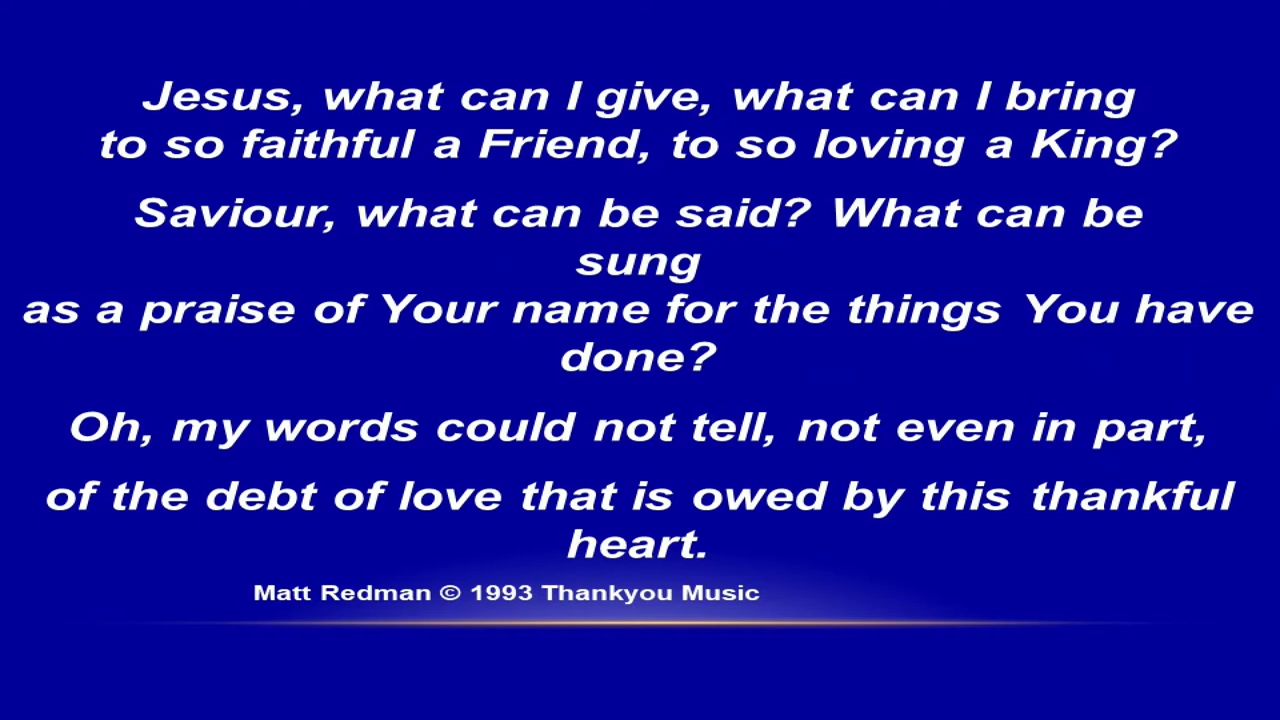 Jesus, what can I give, what can I bring
to so faithful a Friend, to so loving a King?
Saviour, what can be said? What can be
sung
as a praise of Your name for the things You have
done?
Oh, my words could not tell, not even in part,
of the debt of love that is owed by this thankful
heart.
Matt Redman © 1993 Thankyou Music